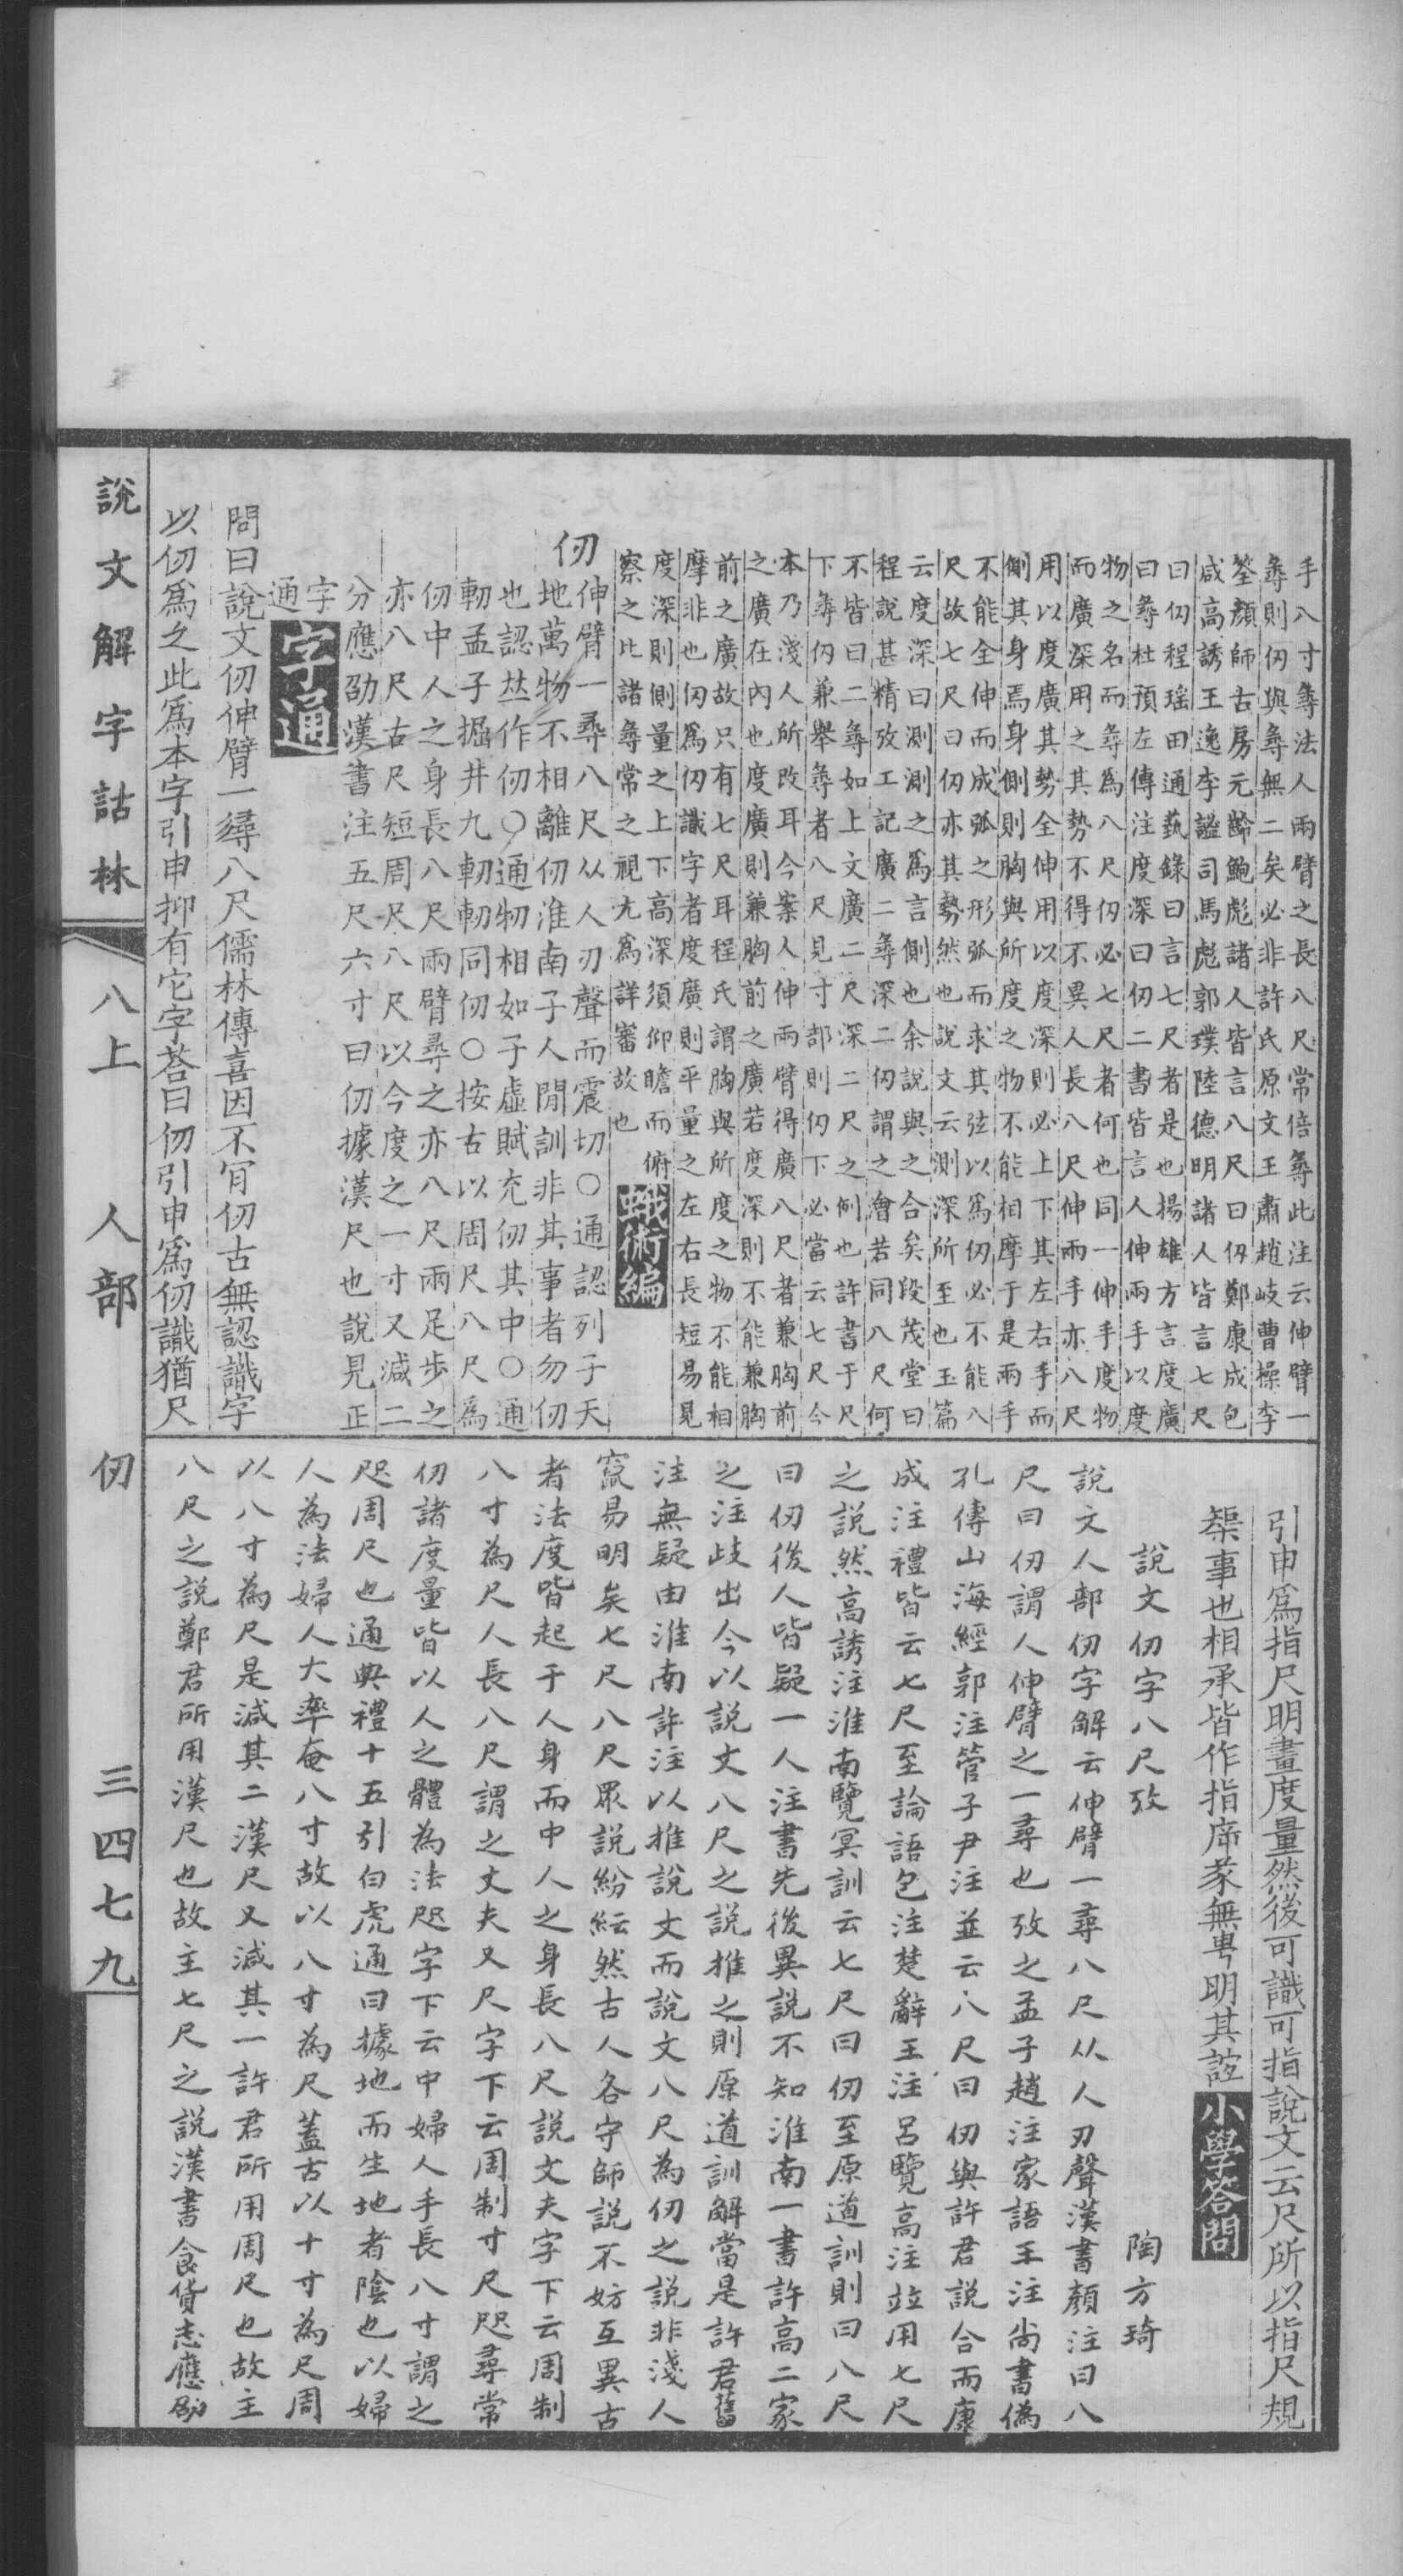 手八寸㝷法人兩臂之長八尺常倍㝷此注云伸臂一
㝷則仞與㝷無二矣必非許氏原文王肅趙岐曹操李
筌顏師古房元齡鮑彪諸人皆言八尺曰仞鄭康成包
咸高誘王逸李謐司馬彪郭璞陸德明諸人皆言七尺
曰仞程瑤田通藝錄曰言七尺者是也揚雄方言度廣
曰㝷杜預左傳注度深曰仞二書皆言人伸兩手以度
物之名而㝷為八尺仞必七尺者何也同一伸手度物
而廣深用之其勢不得不異人長八尺伸兩手亦八尺
用以度廣其勢全伸用以度深則必上下其左右手而
側其身焉身側則胸與所度之物不能相摩于是兩手
不能全伸而成弧之形弧而求其弦以為仞必不能八
尺故七尺曰仞亦其勢然也說文云測深所至也玉篇
云度深曰測測之為言側也余說與之合矣段茂堂曰
程說甚精攷工記廣二㝷深二仞謂之澮若同八尺何
不皆曰二㝷如上文廣二尺深二尺之例也許書于尺
下㝷仞兼舉㝷者八尺見寸部則仞下必當云七尺今
本乃淺人所改耳今案人伸兩臂得廣八尺者兼胸前
之廣在內也度廣則兼胸前之廣若度深則不能兼胸
前之廣故只有七尺耳程氏謂胸與所度之物不能相
摩非也仞為仞識字者度廣則平量之左右長短易見
度深則側量之上下高深須仰瞻而俯
察之比諸㝷常之視尤為詳審故也
蛾術編
仞
伸臂一㝷八尺从人刃聲而震切○通認列子天
地萬物不相離仞淮南子人閒訓非其事者勿仞
也認𠀤作仞○通牣相如子虛賦充仞其中○通
軔孟子掘井九軔軔同仞○按古以周尺八尺為
仞中人之身長八尺兩臂㝷之亦八尺兩足步之
亦八尺古尺短周尺八尺以今度之一寸又減二
分應劭漢書注五尺六寸曰仞據漢尺也說見正
字
通
字通
問曰說文仞伸臂一㝷八尺儒林傳喜因不肎仞古無認識字
以仞為之此為本字引申抑有它字荅曰仞引申為仞識猶尺
引申為指尺明畫度量然後可識可指說文云尺所以指尺規
榘事也相承皆作指㡿蒙無㝵明其誼
小學答問
說文仞字八尺攷
陶方琦
說文人部仞字解云伸臂一尋八尺从人刃聲漢書顏注曰八
尺曰仞謂人伸臂之一尋也攷之孟子趙注家語王注尚書偽
孔傳山海經郭注管子尹注並云八尺曰仞與許君說合而康
成注禮皆云七尺至論語包注楚辭王注呂覽高注竝用七尺
之說然高誘注淮南覽冥訓云七尺曰仞至原道訓則曰八尺
曰仞後人皆疑一人注書先後異說不知淮南一書許高二家
之注歧出今以說文八尺之說推之則原道訓解當是許君舊
注無疑由淮南許注以推說文而說文八尺為仞之說非淺人
竄易明矣七尺八尺眾說紛紜然古人各守師說不妨互異古
者法度皆起于人身而中人之身長八尺說文夫字下云周制
八寸為尺人長八尺謂之丈夫又尺字下云周制寸尺咫尋常
仞諸度量皆以人之體為法咫字下云中婦人手長八寸謂之
咫周尺也通典禮十五引白虎通曰據地而生地者陰也以婦
人為法婦人大率奄八寸故以八寸為尺蓋古以十寸為尺周
以八寸為尺是減其二漢尺又減其一許君所用周尺也故主
八尺之說鄭君所用漢尺也故主七尺之說漢書食貨志應劭
說文解字詁林
八上
人部
仞
三四七九